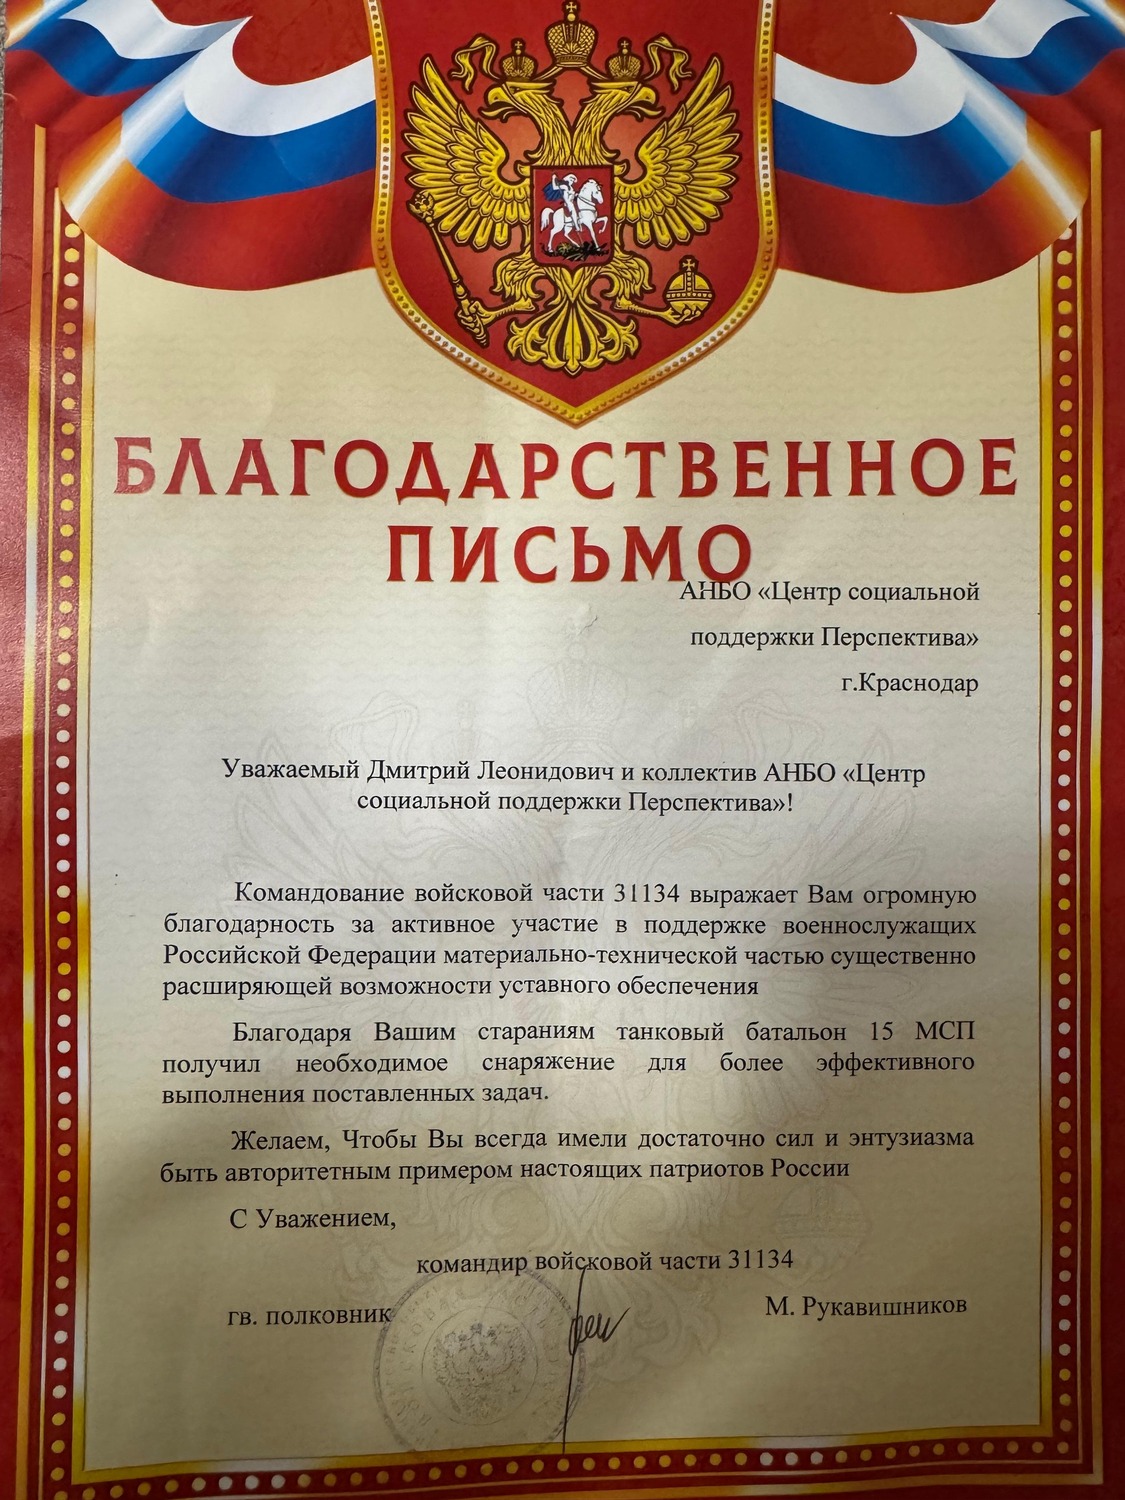 БЛАГОДАРСТВЕННОЕ
ПИСЬМО
АНБО «Центр социальной
поддержки Перспектива»
г.Краснодар
Уважаемый Дмитрий Леонидович и коллектив АНБО «Центр
социальной поддержки Перспектива»!
Командование войсковой части 31134 выражает Вам огромную
благодарность за активное участие в поддержке военнослужащих
Российской Федерации материально-технической частью существенно
расширяющей возможности уставного обеспечения
Благодаря Вашим стараниям танковый батальон 15 МСП
получил необходимое снаряжение для более эффективного
выполнения поставленных задач.
Желаем, Чтобы Вы всегда имели достаточно сил и энтузиазма
быть авторитетным примером настоящих патриотов России
С Уважением,
командир войсковой части 31134
гв. полковник
М. Рукавишников